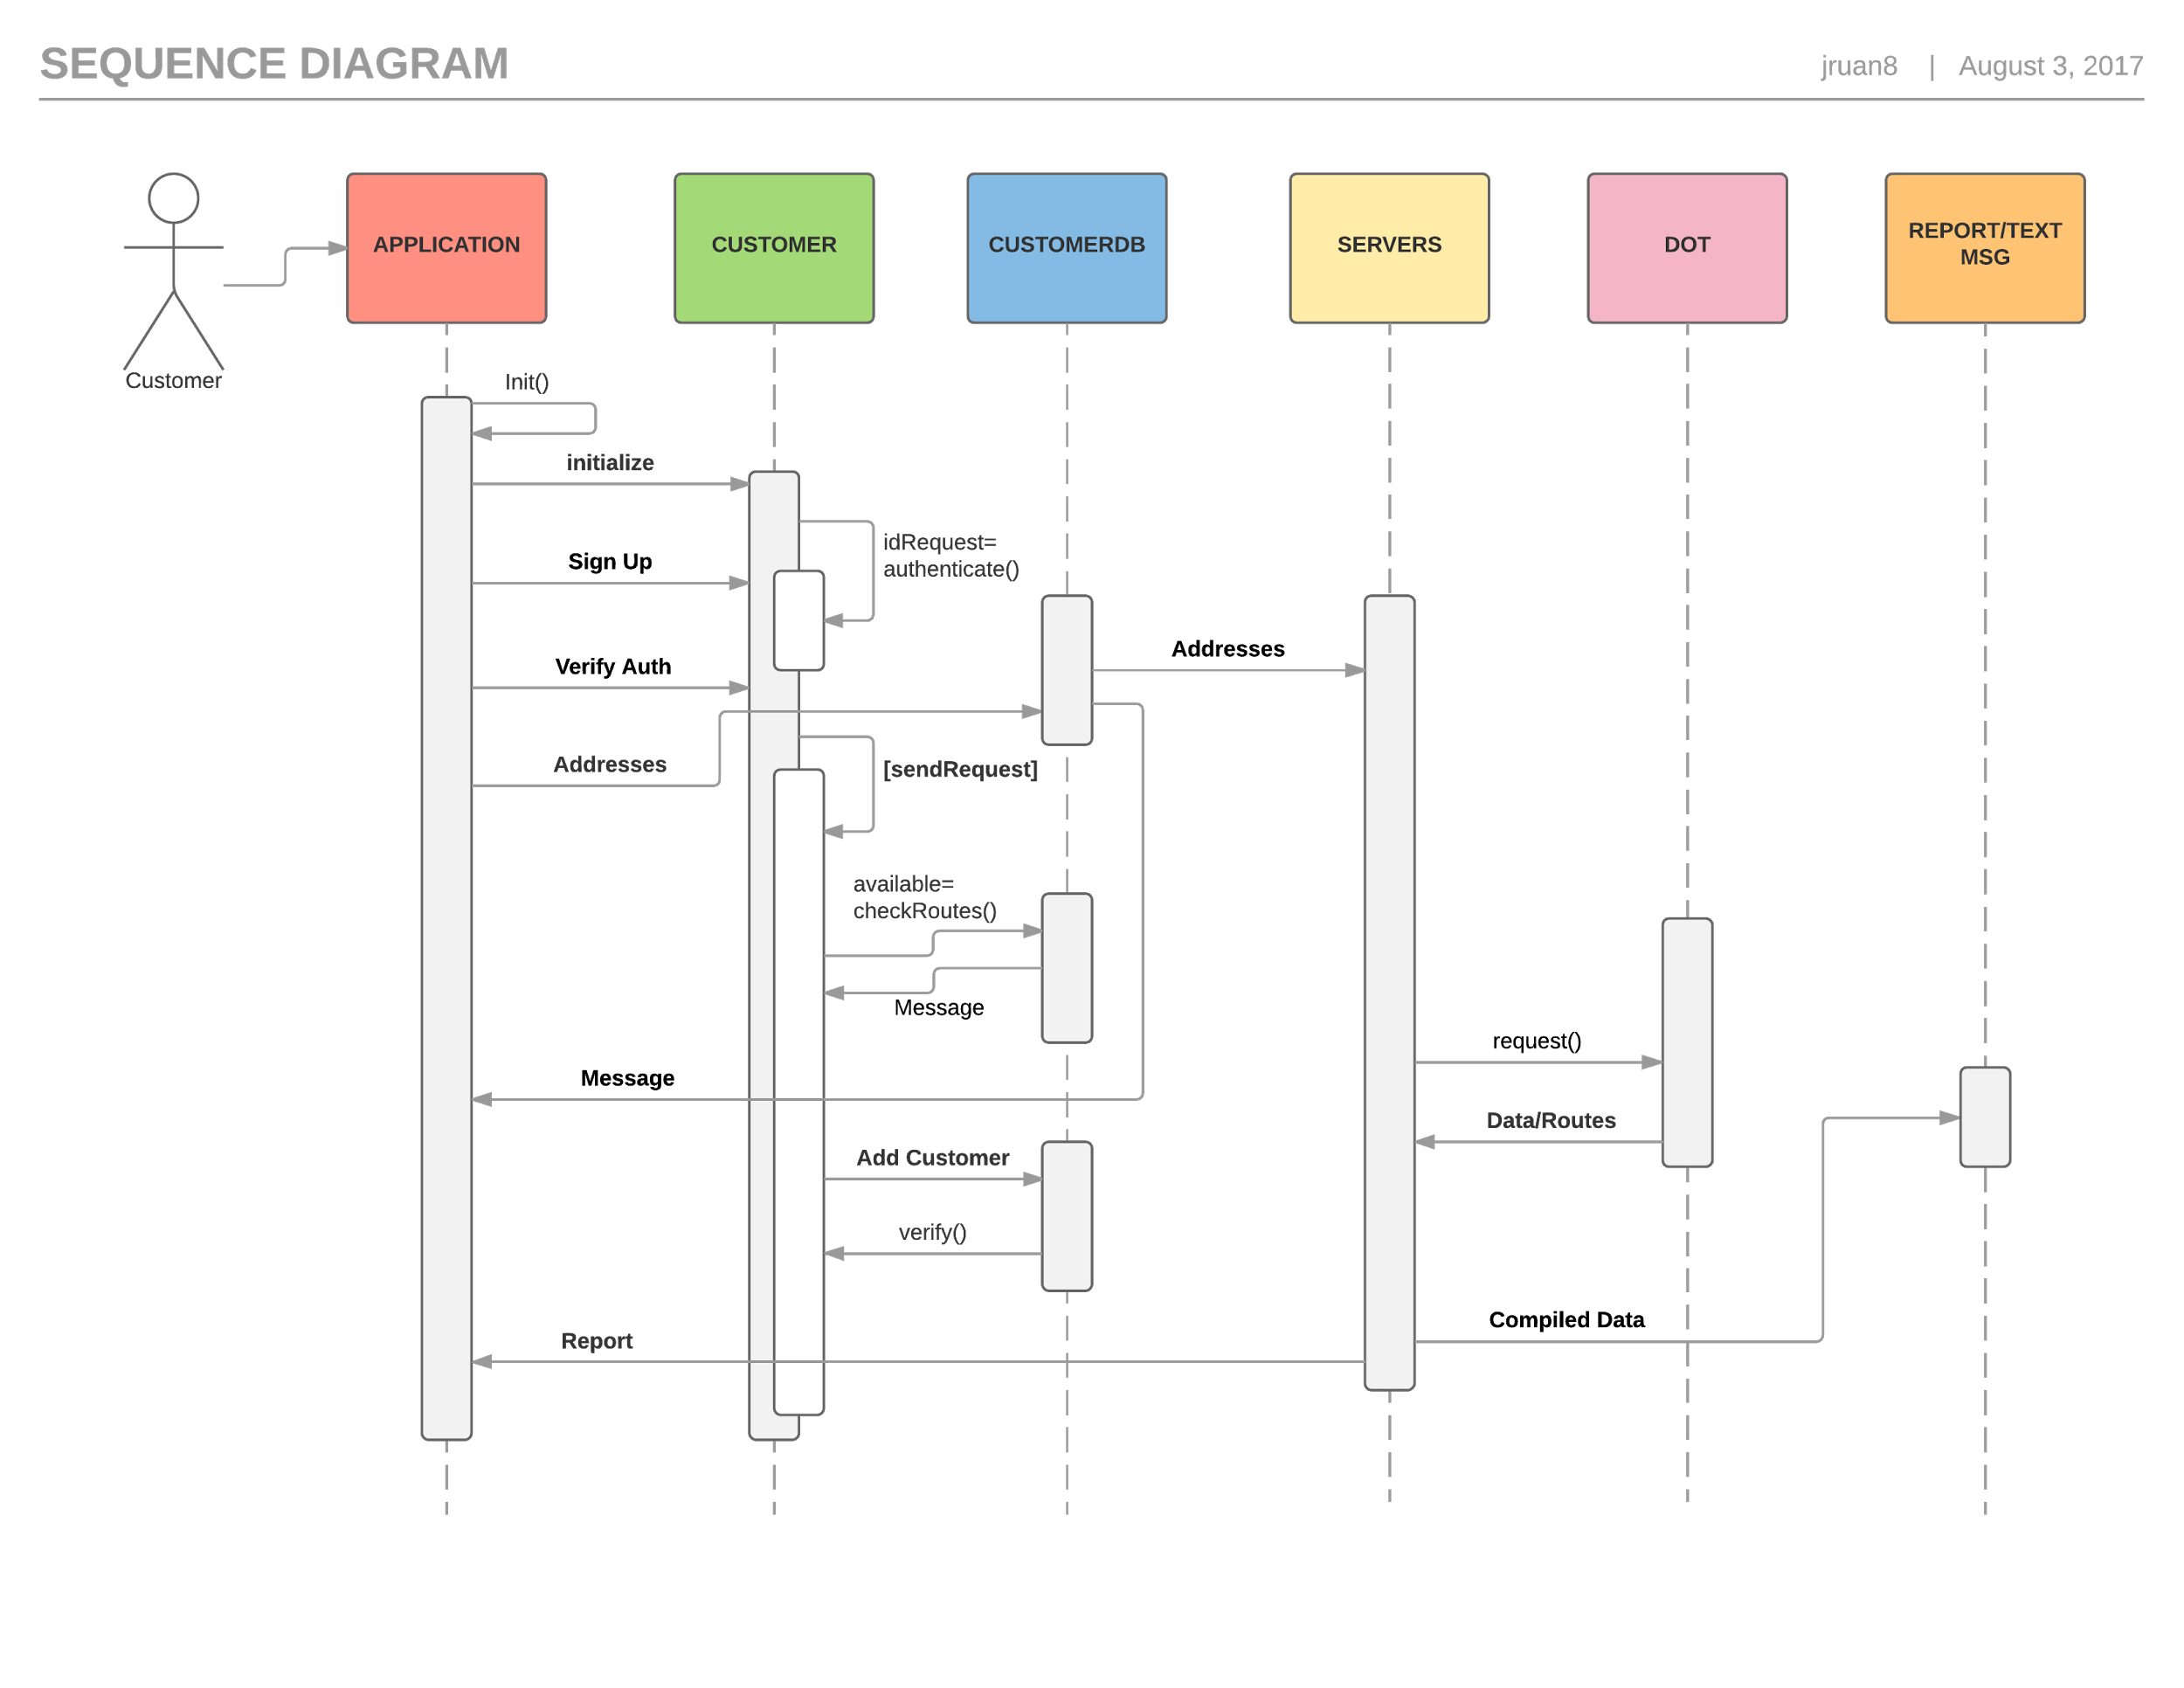 SEQUENCE DIAGRAM
jruan8 | August 3, 2017
APPLICATION
CUSTOMER
CUSTOMERDB
SERVERS
DOT
REPORT/TEXT
MSG
Customer
Init()
initialize
idRequest=
authenticate()
Sign Up
Addresses
Verify Auth
Addresses
[sendRequest]
available=
checkRoutes()
Message
request()
Message
Data/Routes
Add Customer
verify()
Compiled Data
Report